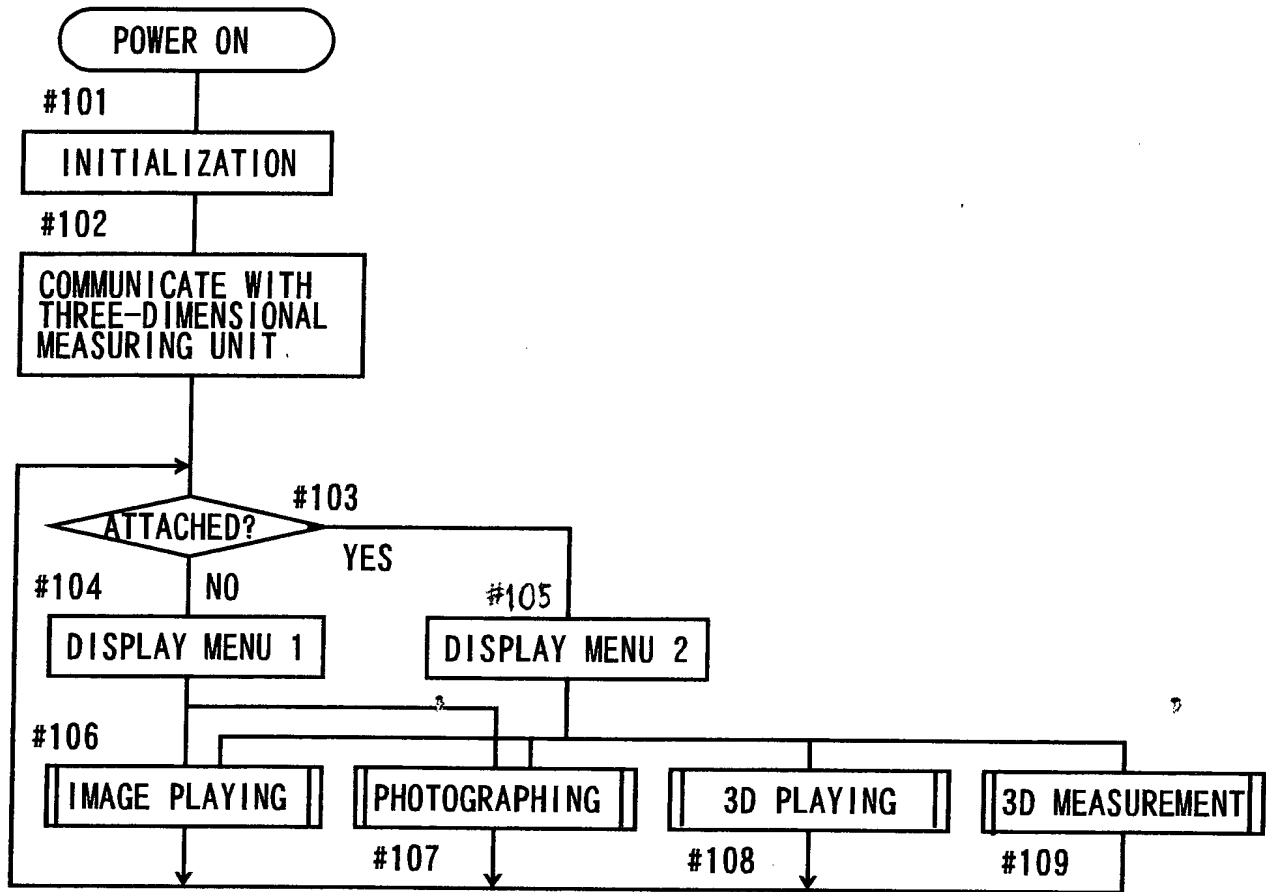 POWER ON
#101
INITIALIZATION
#102
COMMUNICATE WITH
THREE-DIMENSIONAL
MEASURING UNIT
#103
ATTACHED?
YES
#104
NO
#105
DISPLAY MENU 1
DISPLAY MENU 2
#106
IMAGE PLAYING
PHOTOGRAPHING
3D PLAYING
3D MEASUREMENT
#107
#108
#109